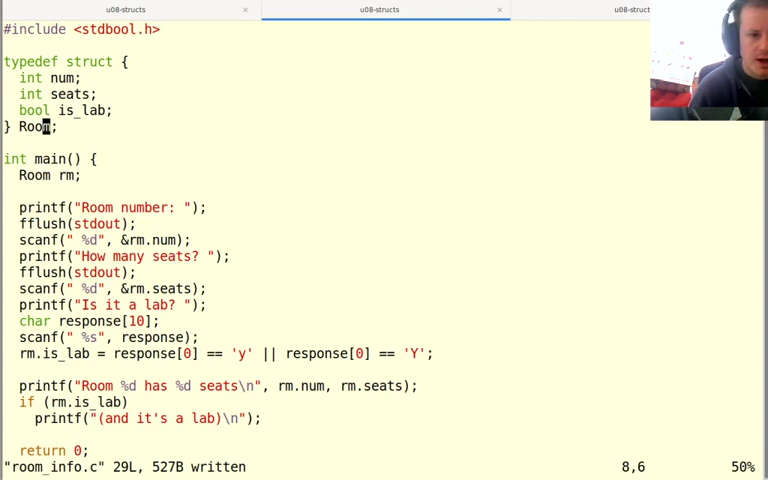 u08-structs × u08-structs × u08-struct
#include <stdbool.h>
typedef struct {
int num;
int seats;
bool is_lab;
} Room;
int main() {
Room rm;
printf("Room number: ");
fflush(stdout);
scanf(" %d", &rm.num);
printf("How many seats? ");
fflush(stdout);
scanf(" %d", &rm.seats);
printf("Is it a lab? ");
char response[10];
scanf(" %s", response);
rm.is_lab = response[0] == 'y' || response[0] == 'Y';
printf("Room %d has %d seats\n", rm.num, rm.seats);
if (rm.is_lab)
printf("(and it's a lab)\n");
return 0;
"room_info.c" 29L, 527B written 8,6 50%